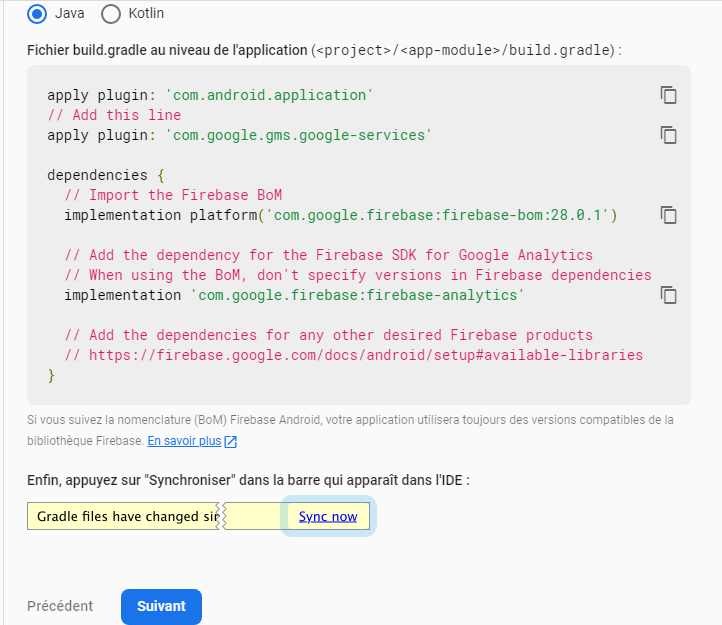 Java Kotlin
Fichier build.gradle au niveau de l'application (<project>/<app-module>/build.gradle) :
apply plugin: 'com.android.application'
// Add this line
apply plugin: 'com.google.gms.google-services'
dependencies {
// Import the Firebase BoM
implementation platform('com.google.firebase:firebase-bom:28.0.1')
// Add the dependency for the Firebase SDK for Google Analytics
// When using the BoM, don't specify versions in Firebase dependencies
implementation 'com.google.firebase:firebase-analytics'
// Add the dependencies for any other desired Firebase products
// https://firebase.google.com/docs/android/setup#available-libraries
}
Si vous suivez la nomenclature (BoM) Firebase Android, votre application utilisera toujours des versions compatibles de la
bibliothèque Firebase. En savoir plus
Enfin, appuyez sur "Synchroniser" dans la barre qui apparaît dans l'IDE :
Gradle files have changed sin Sync now
Précédent Suivant